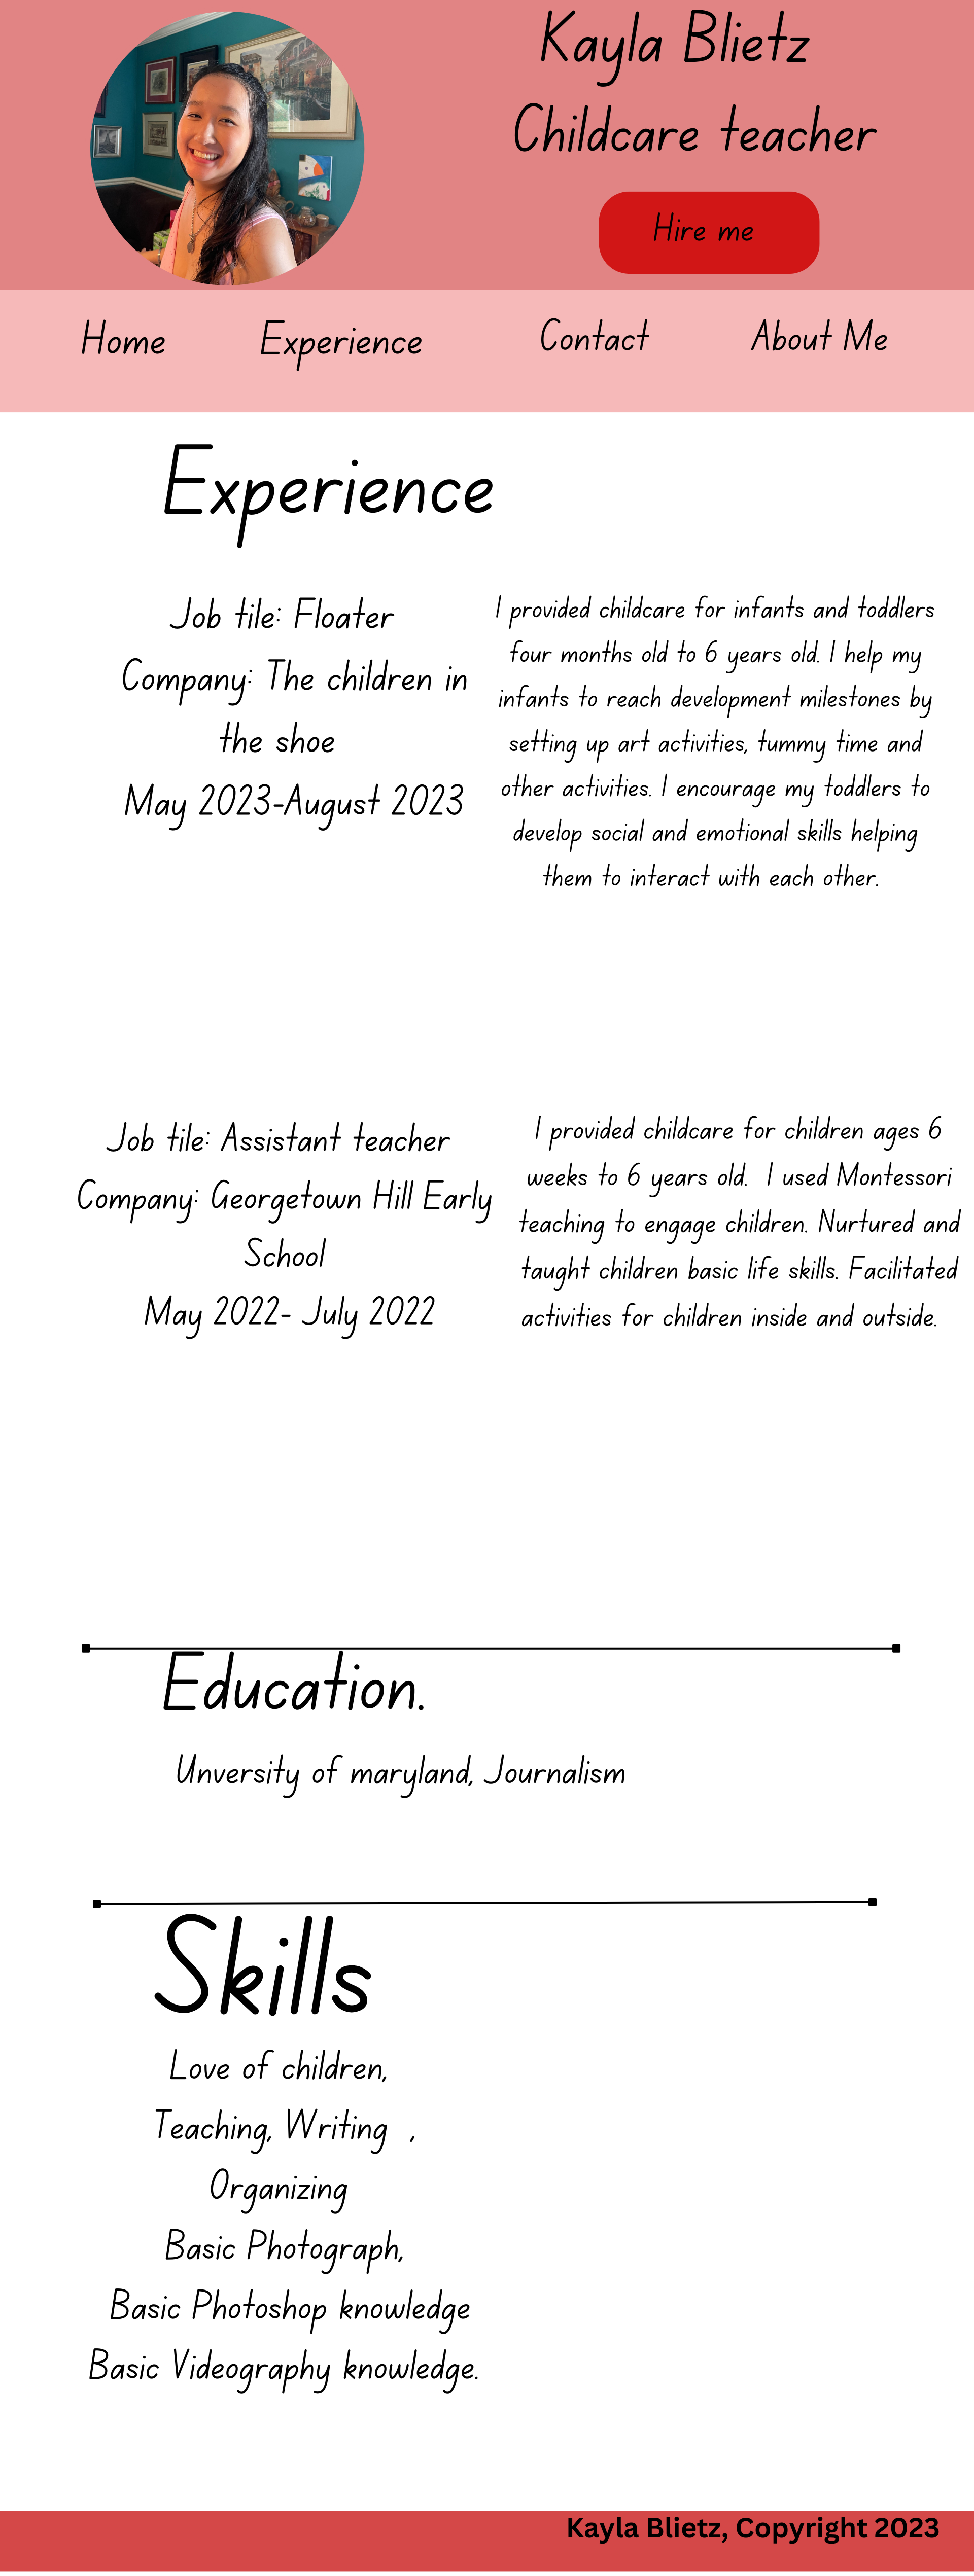 Kayla Blietz
Childcare teacher
Hire me
Home Experience Contact About Me
Experience
Job tile: Floater
Company: The children in
the shoe
May 2023-August 2023
I provided childcare for infants and toddlers
four months old to 6 years old. I help my
infants to reach development milestones by
setting up art activities, tummy time and
other activities. I encourage my toddlers to
develop social and emotional skills helping
them to interact with each other.
Job tile: Assistant teacher
Company: Georgetown Hill Early
School
May 2022- July 2022
I provided childcare for children ages 6
weeks to 6 years old.  I used Montessori
teaching to engage children. Nurtured and
taught children basic life skills. Facilitated
activities for children inside and outside.
Education.
Unversity of maryland, Journalism
Skills
Love of children,
Teaching, Writing  ,
Organizing
Basic Photograph,
Basic Photoshop knowledge
Basic Videography knowledge.
Kayla Blietz, Copyright 2023